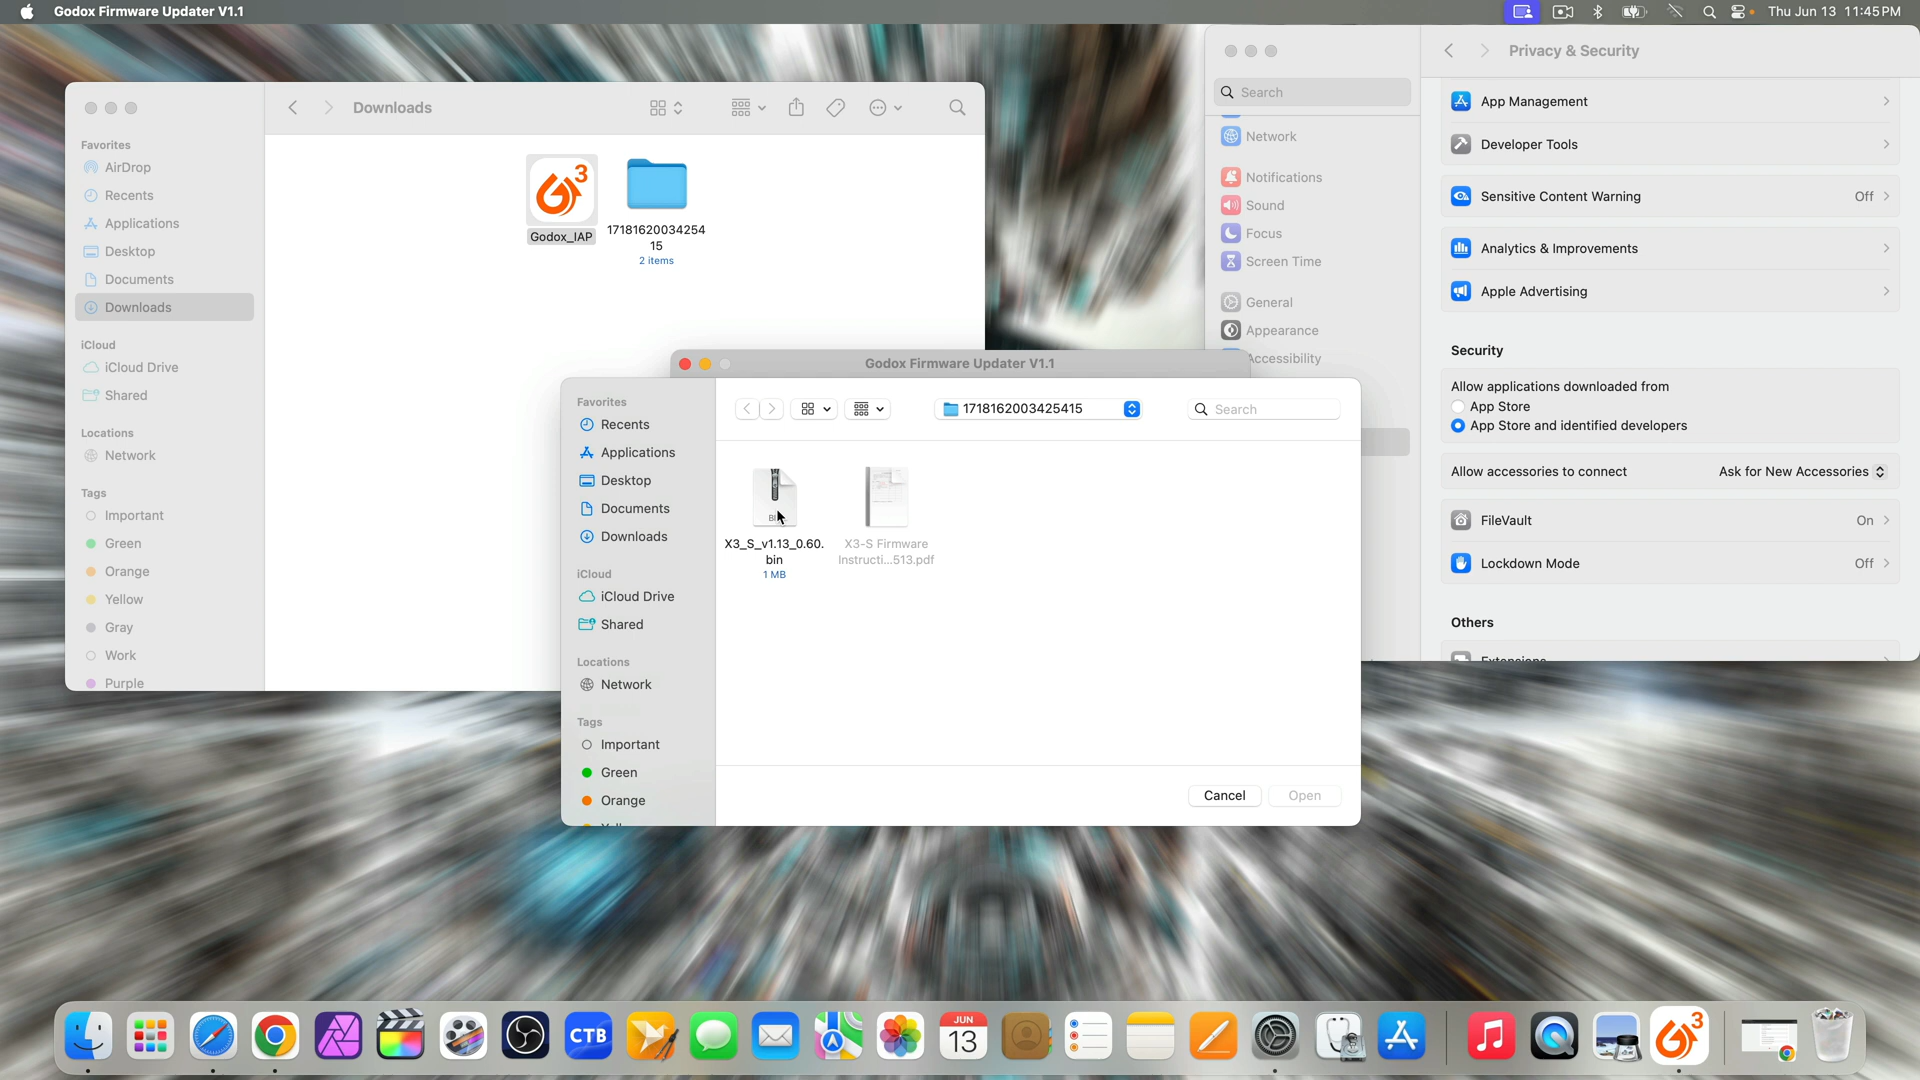 Godox Firmware Updater V1.1
Thu Jun 13 11:45 PM
Downloads
Favorites
AirDrop
Recents
Applications
Desktop
Documents
Downloads
iCloud
iCloud Drive
Shared
Locations
Network
Tags
Important
Green
Orange
Yellow
Gray
Work
Purple
3
Godox_IAP
17181620034254
15
2 items
Search
Network
Notifications
Sound
Focus
Screen Time
General
Appearance
Accessibility
Privacy & Security
App Management
Developer Tools
Sensitive Content Warning
Off
Analytics & Improvements
Apple Advertising
Security
Allow applications downloaded from
App Store
App Store and identified developers
Allow accessories to connect
Ask for New Accessories
FileVault
On
Lockdown Mode
Off
Others
Extensions
Godox Firmware Updater V1.1
Favorites
Recents
Applications
Desktop
Documents
Downloads
iCloud
iCloud Drive
Shared
Locations
Network
Tags
Important
Green
Orange
1718162003425415
Search
X3_S_v1.13_0.60.
bin
1 MB
X3-S Firmware
Instructi...513.pdf
Cancel
Open
CTB
JUN
13
3